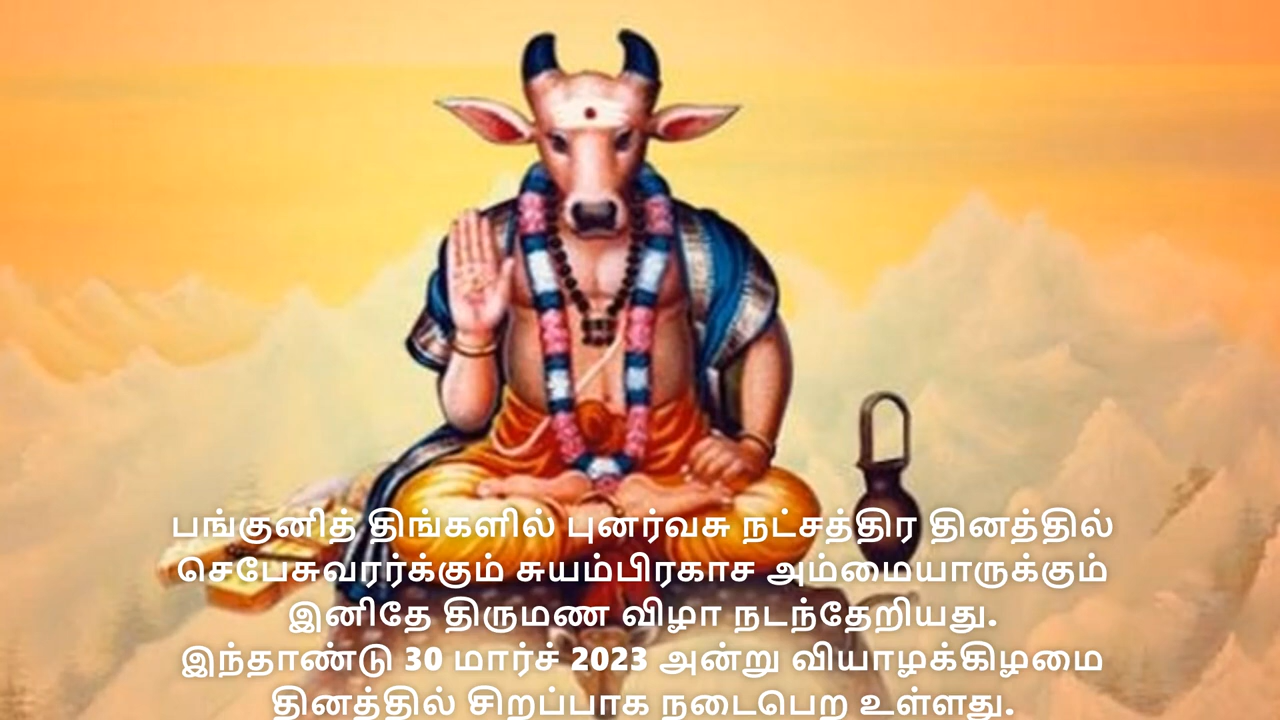 பங்குனித் திங்களில் புனர்வசு நட்சத்திர தினத்தில்
செபேசுவரர்க்கும் சுயம்பிரகாச அம்மையாருக்கும்
இனிதே திருமண விழா நடந்தேறியது.
இந்தாண்டு 30 மார்ச் 2023 அன்று வியாழக்கிழமை
தினத்தில் சிறப்பாக நடைபெற உள்ளது.